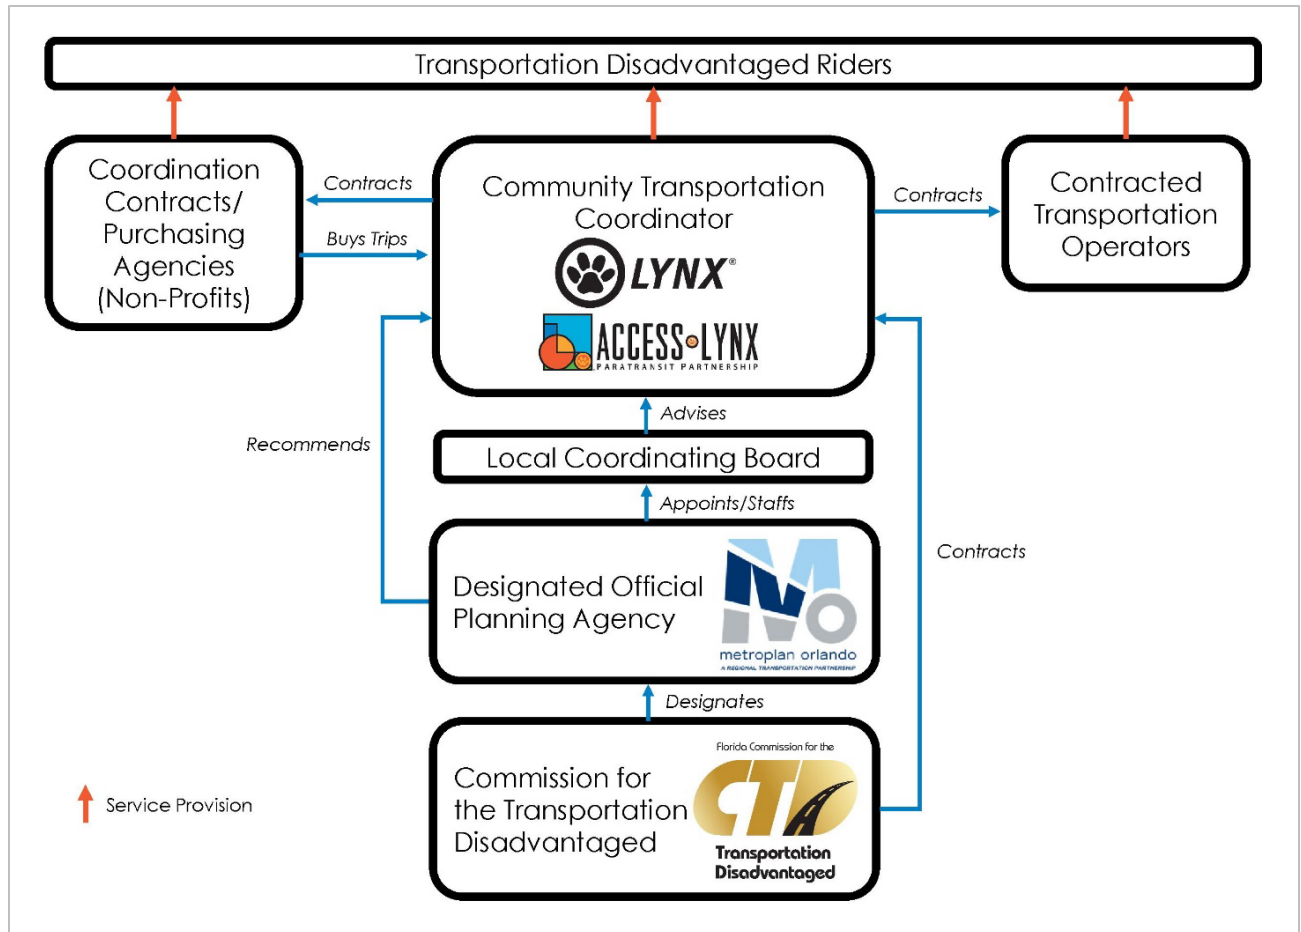 Transportation Disadvantaged Riders
Coordination
Contracts/
Purchasing
Agencies
(Non-Profits)
Contracts
Buys Trips
Community Transportation
Coordinator
LYNX®
ACCESS LYNX
PARATRANSIT PARTNERSHIP
Contracts
Contracted
Transportation
Operators
Advises
Recommends
Local Coordinating Board
Appoints/Staffs
Contracts
Designated Official
Planning Agency
metroplan orlando
A REGIONAL TRANSPORTATION PARTNERSHIP
Designates
Commission for
the Transportation
Disadvantaged
Florida Commission for the
CTD
Transportation
Disadvantaged
Service Provision